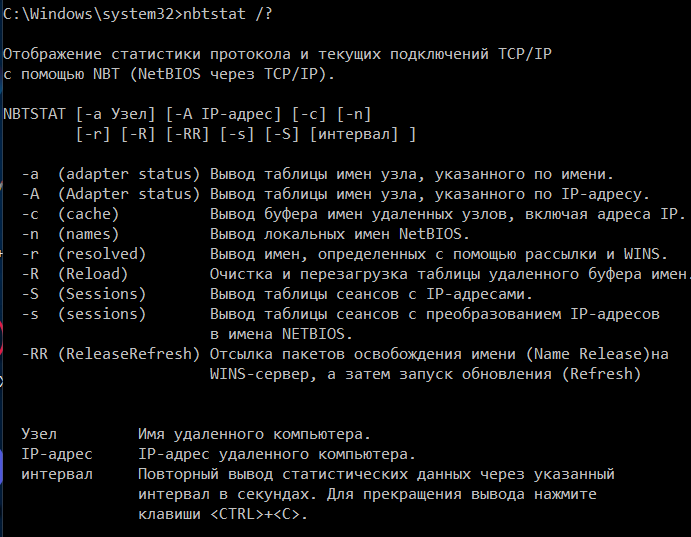 C:\Windows\system32>nbtstat /?
Отображение статистики протокола и текущих подключений TCP/IP
с помощью NBT (NetBIOS через TCP/IP).
NBTSTAT [-a Узел] [-A IP-адрес] [-c] [-n]
[-r] [-R] [-RR] [-s] [-S] [интервал] ]
-a (adapter status) Вывод таблицы имен узла, указанного по имени.
-A (Adapter status) Вывод таблицы имен узла, указанного по IP-адресу.
-c (cache) Вывод буфера имен удаленных узлов, включая адреса IP.
-n (names) Вывод локальных имен NetBIOS.
-r (resolved) Вывод имен, определенных с помощью рассылки и WINS.
-R (Reload) Очистка и перезагрузка таблицы удаленного буфера имен.
-S (Sessions) Вывод таблицы сеансов с IP-адресами.
-s (sessions) Вывод таблицы сеансов с преобразованием IP-адресов
в имена NETBIOS.
-RR (ReleaseRefresh) Отсылка пакетов освобождения имени (Name Release)на
WINS-сервер, а затем запуск обновления (Refresh)
Узел Имя удаленного компьютера.
IP-адрес IP-адрес удаленного компьютера.
интервал Повторный вывод статистических данных через указанный
интервал в секундах. Для прекращения вывода нажмите
клавиши <CTRL>+<C>.